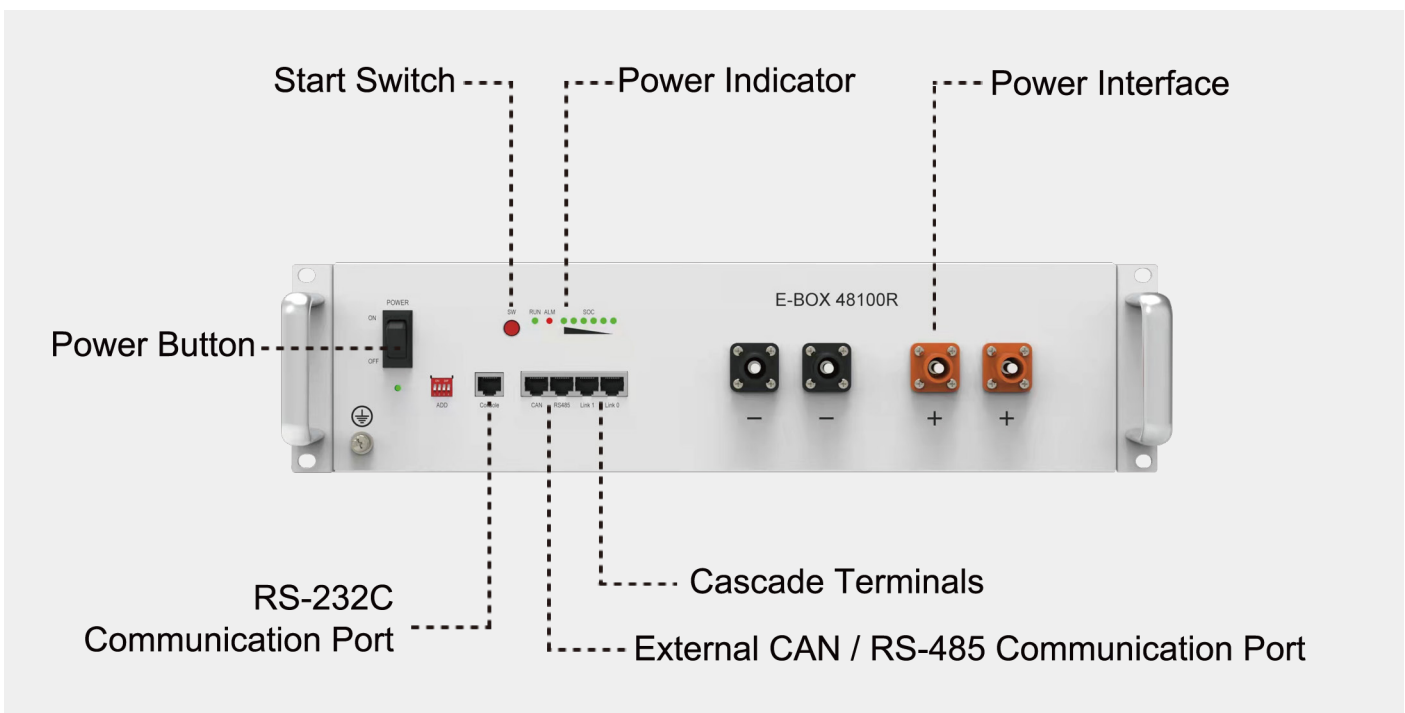 Start Switch
Power Indicator
Power Interface
E-BOX 48100R
POWER
ON
OFF
SW
RUN ALM
SOC
Power Button
ADD
Console
CAN
RS485
Link 1
Link 0
−
−
+
+
Cascade Terminals
RS-232C
Communication Port
External CAN / RS-485 Communication Port